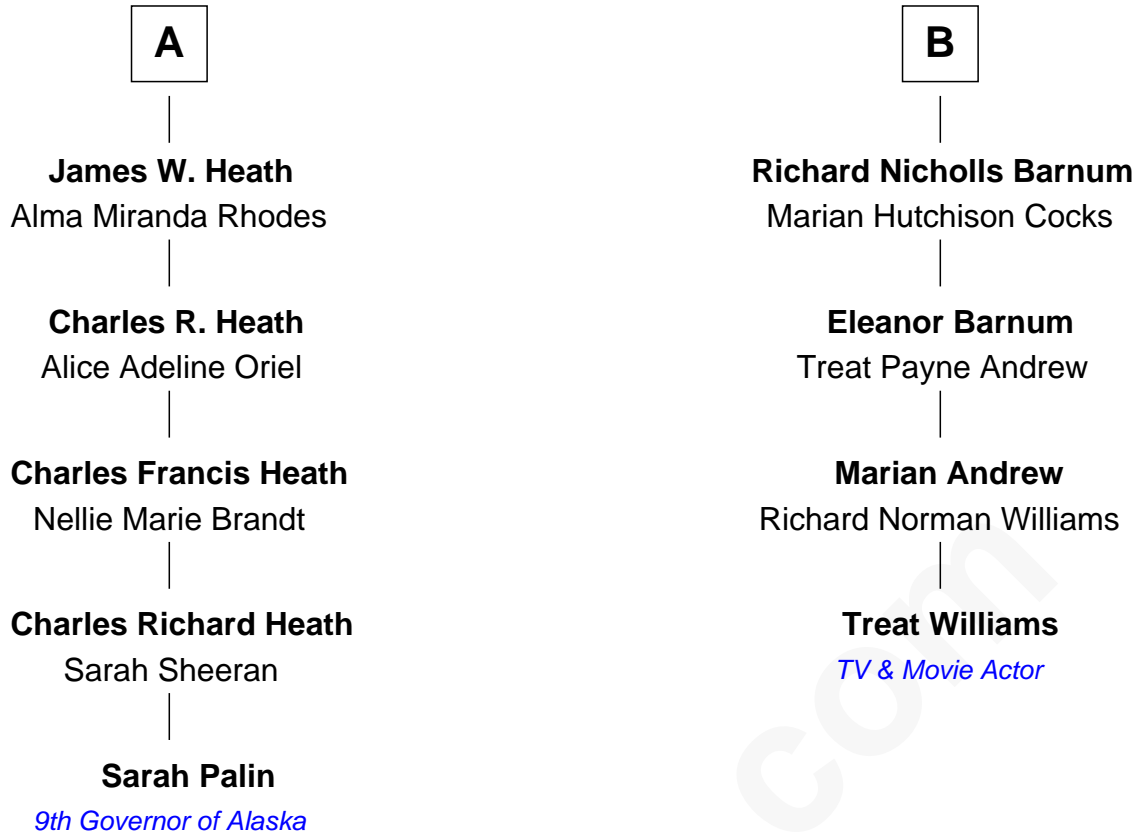 A
James W. Heath
Alma Miranda Rhodes
Charles R. Heath
Alice Adeline Oriel
Charles Francis Heath
Nellie Marie Brandt
Charles Richard Heath
Sarah Sheeran
Sarah Palin
9th Governor of Alaska
B
Richard Nicholls Barnum
Marian Hutchison Cocks
Eleanor Barnum
Treat Payne Andrew
Marian Andrew
Richard Norman Williams
Treat Williams
TV & Movie Actor
com